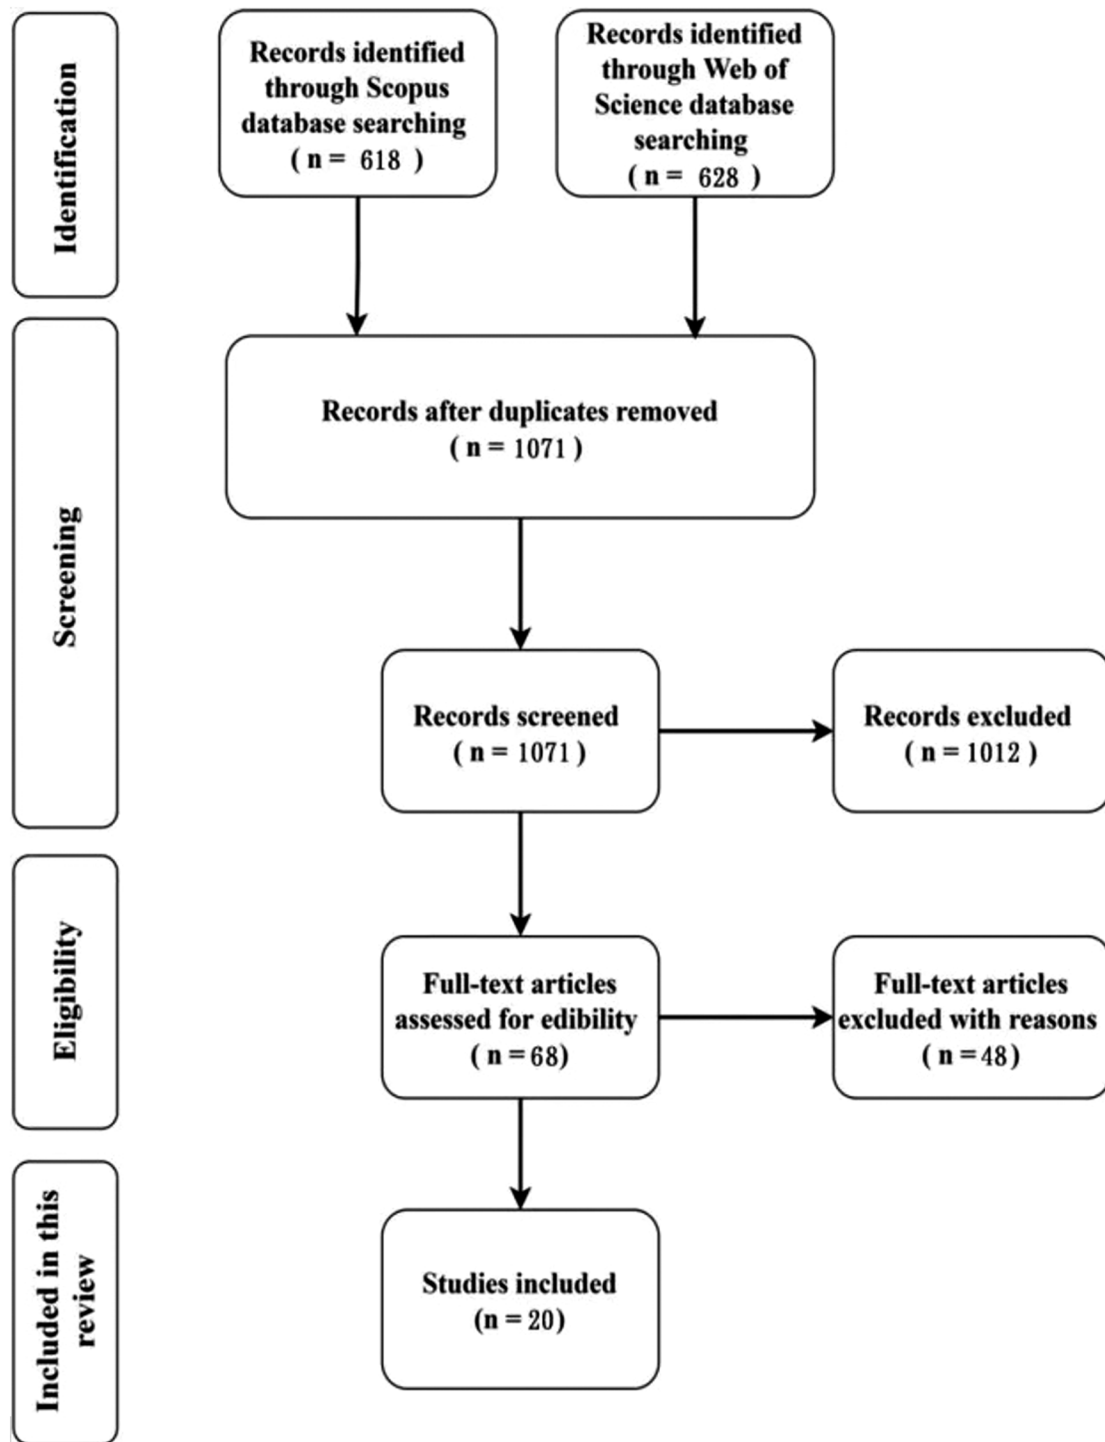 Identification
Records identified
through Scopus
database searching
( n = 618 )
Records identified
through Web of
Science database
searching
( n = 628 )
Screening
Records after duplicates removed
( n = 1071 )
Records screened
( n = 1071 )
Records excluded
( n = 1012 )
Eligibility
Full-text articles
assessed for edibility
( n = 68)
Full-text articles
excluded with reasons
( n = 48)
Included in this
review
Studies included
(n = 20)